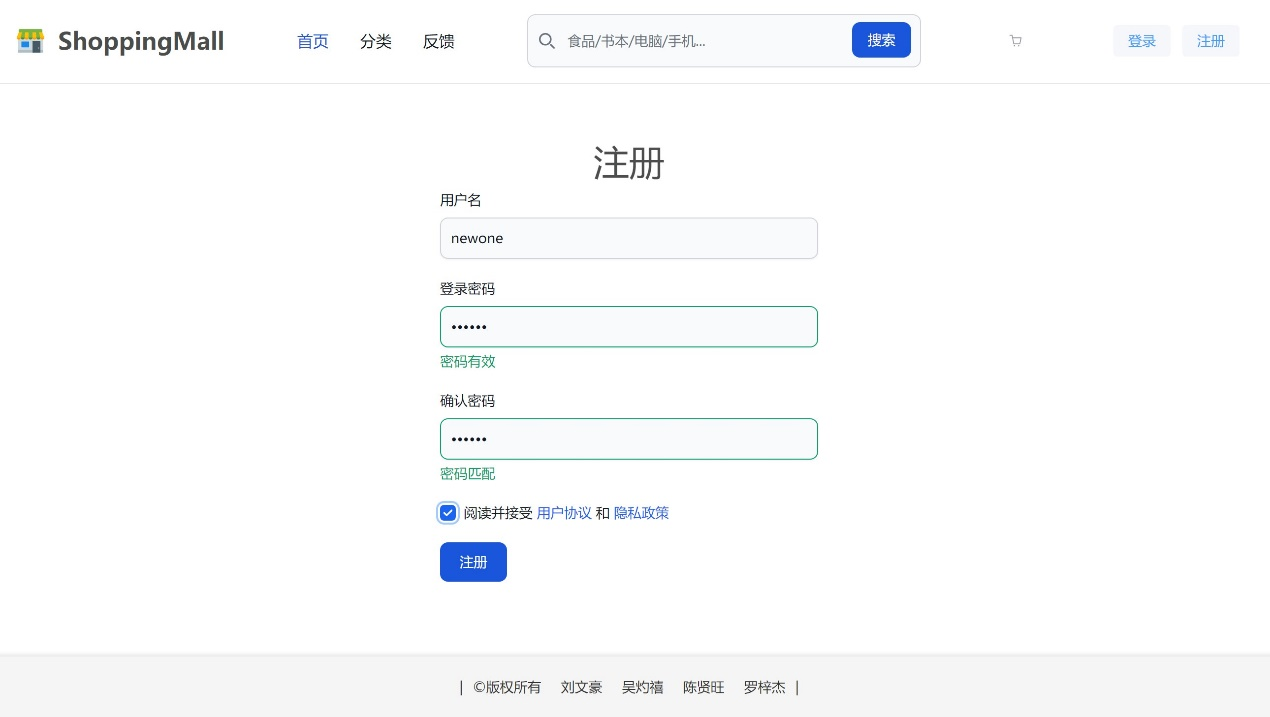 ShoppingMall 首页 分类 反馈 食品/书本/电脑/手机... 搜索 登录 注册
注册
用户名
newone
登录密码
••••••
密码有效
确认密码
••••••
密码匹配
阅读并接受 用户协议 和 隐私政策
注册
| ©版权所有 刘文豪 吴灼禧 陈贤旺 罗梓杰 |